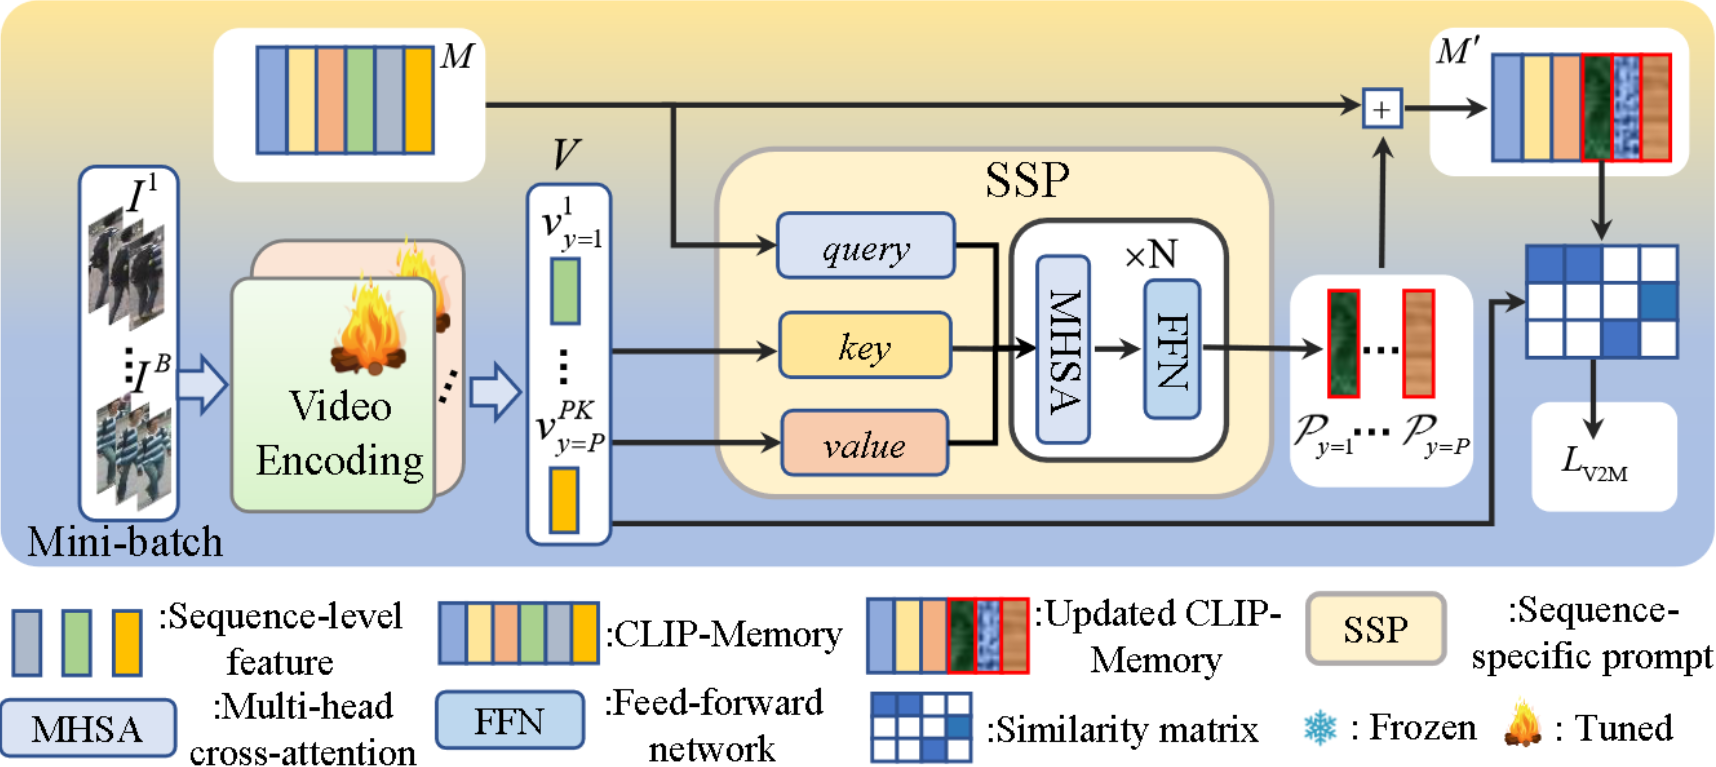 M
M′
V
SSP
I^1
v^1_{y=1}
query
+
×N
⋮
I^B
⋮
key
MHSA
FFN
...
Video
Encoding
...
v^{PK}_{y=P}
value
𝒫_{y=1} ... 𝒫_{y=P}
L_{V2M}
Mini-batch
:Sequence-level
feature
:CLIP-Memory
:Updated CLIP-
Memory
SSP
:Sequence-
specific prompt
MHSA
:Multi-head
cross-attention
FFN
:Feed-forward
network
:Similarity matrix
: Frozen
: Tuned